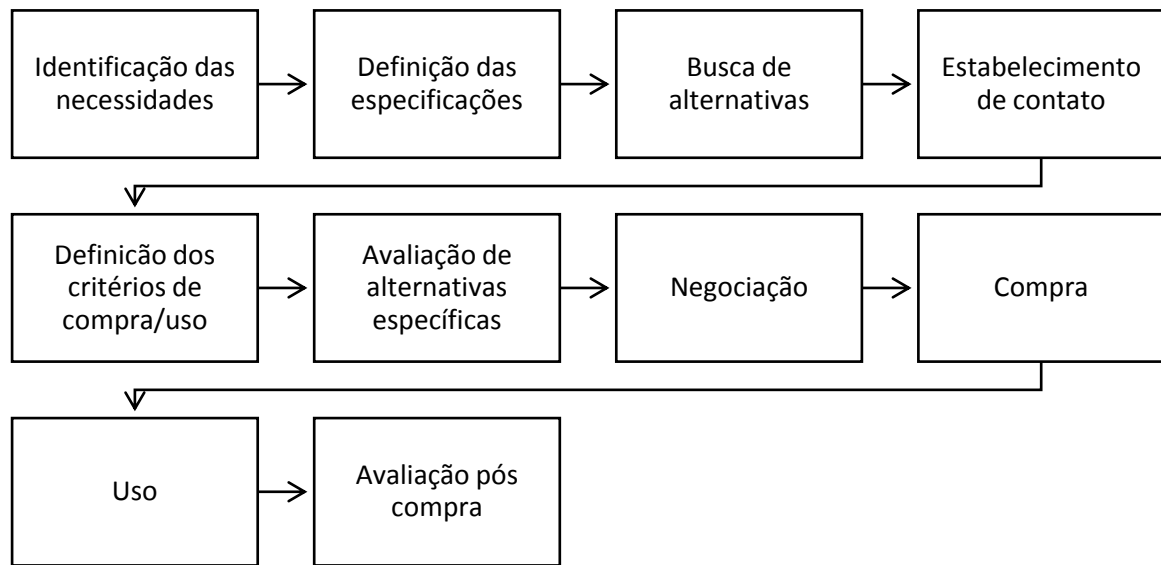 Identificação das
necessidades
Definição das
especificações
Busca de
alternativas
Estabelecimento
de contato
Definicão dos
critérios de
compra/uso
Avaliação de
alternativas
específicas
Negociação
Compra
Uso
Avaliação pós
compra